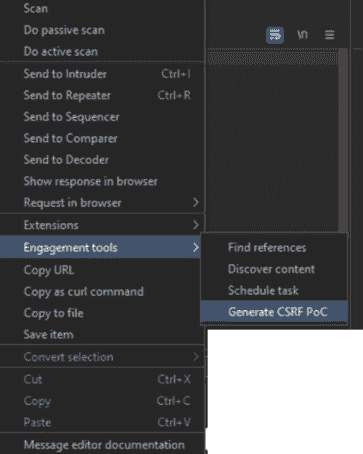 Scan
Do passive scan
Do active scan
\n
Send to Intruder Ctrl+I
Send to Repeater Ctrl+R
Send to Sequencer
Send to Comparer
Send to Decoder
Show response in browser
Request in browser
Extensions
Engagement tools
Find references
Copy URL
Discover content
Copy as curl command
Schedule task
Copy to file
Generate CSRF PoC
Save item
Convert selection
Cut Ctrl+X
Copy Ctrl+C
Paste Ctrl+V
Message editor documentation